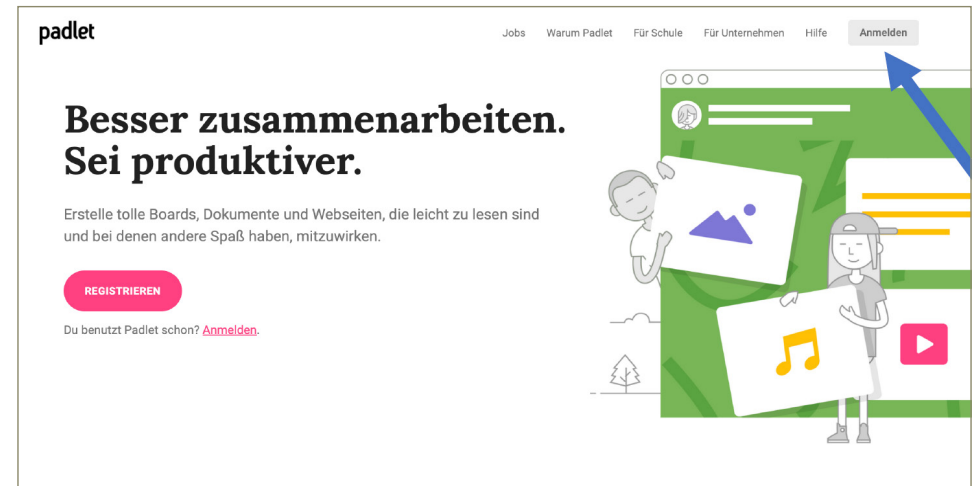 padlet
Jobs Warum Padlet Für Schule Für Unternehmen Hilfe Anmelden
Besser zusammenarbeiten.
Sei produktiver.
Erstelle tolle Boards, Dokumente und Webseiten, die leicht zu lesen sind
und bei denen andere Spaß haben, mitzuwirken.
REGISTRIEREN
Du benutzt Padlet schon? Anmelden.